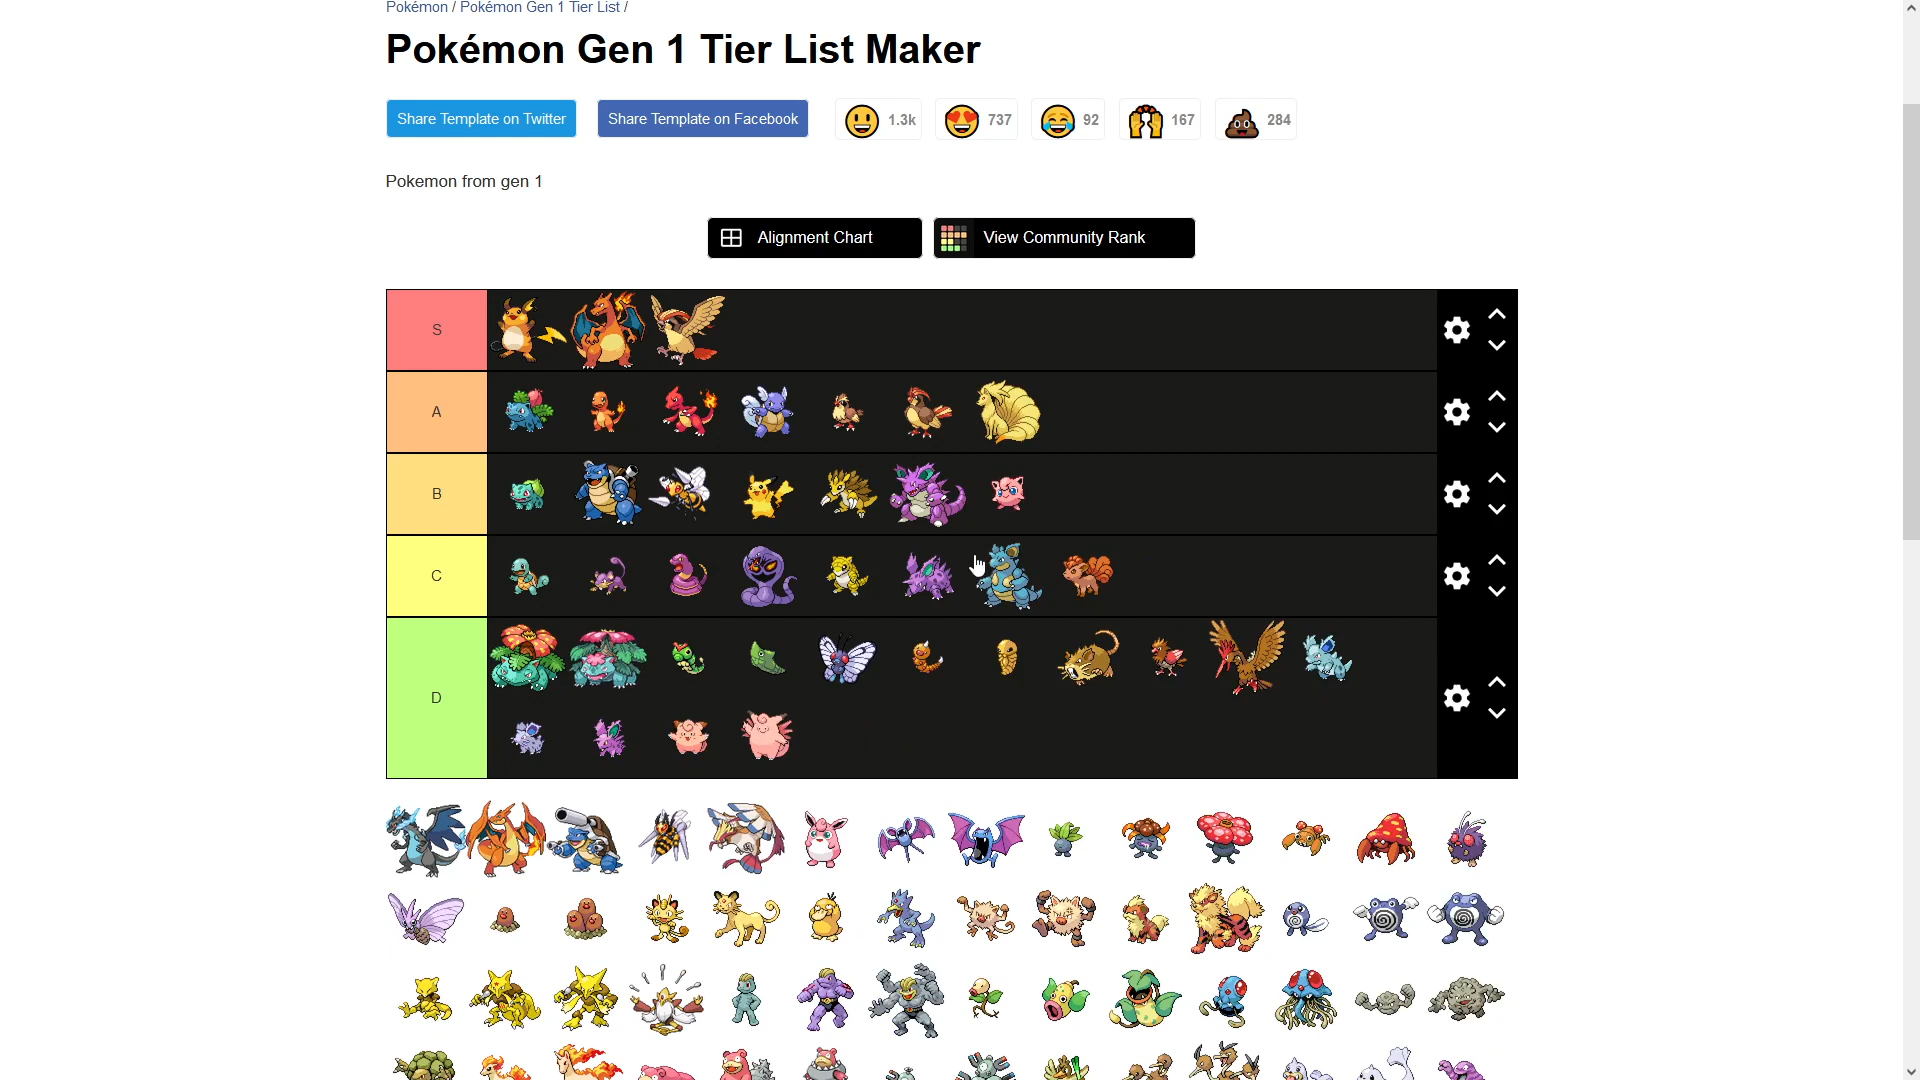 Pokémon / Pokémon Gen 1 Tier List /
Pokémon Gen 1 Tier List Maker
Share Template on Twitter
Share Template on Facebook
1.3k
737
92
167
284
Pokemon from gen 1
Alignment Chart
View Community Rank
S
A
B
C
D